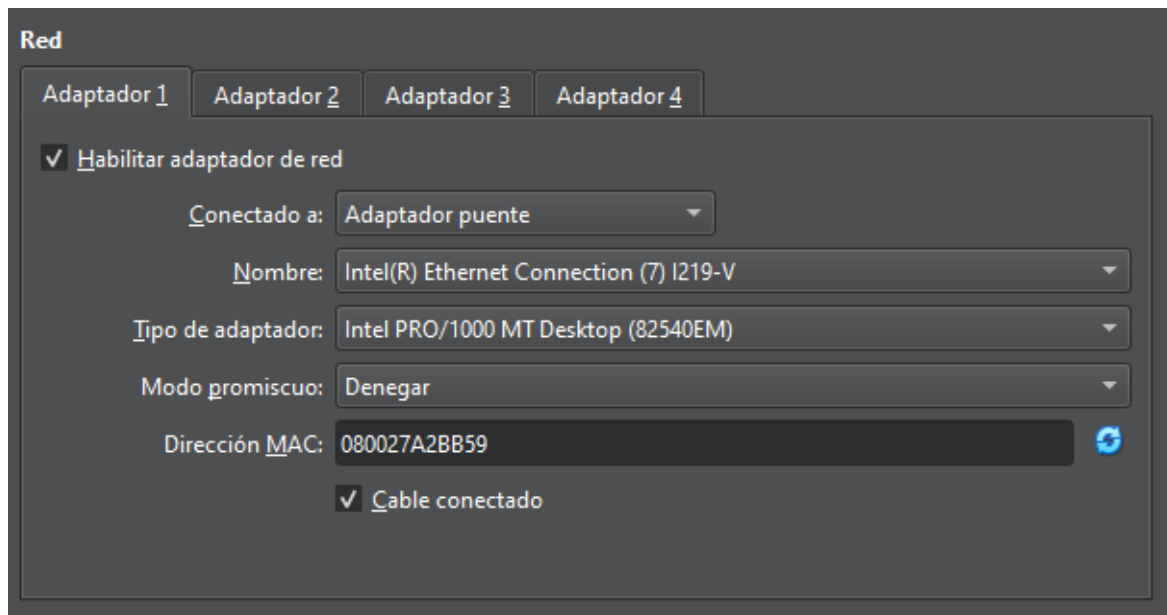 Red
Adaptador 1 Adaptador 2 Adaptador 3 Adaptador 4
Habilitar adaptador de red
Conectado a: Adaptador puente
Nombre: Intel(R) Ethernet Connection (7) I219-V
Tipo de adaptador: Intel PRO/1000 MT Desktop (82540EM)
Modo promiscuo: Denegar
Dirección MAC: 080027A2BB59
Cable conectado